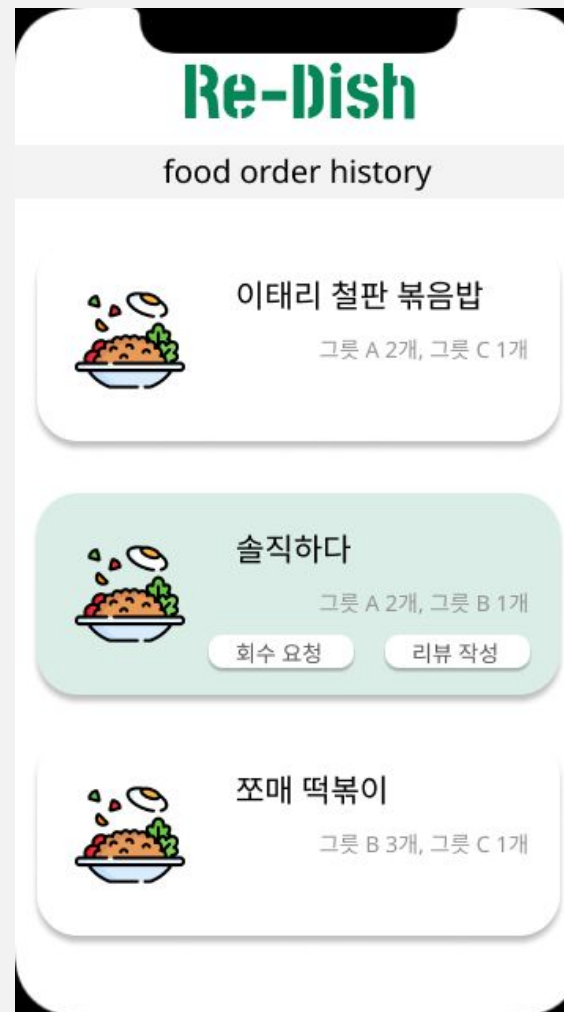 Re-Dish
food order history
이태리 철판 볶음밥
그릇 A 2개, 그릇 C 1개
솔직하다
그릇 A 2개, 그릇 B 1개
회수 요청 리뷰 작성
쪼매 떡볶이
그릇 B 3개, 그릇 C 1개